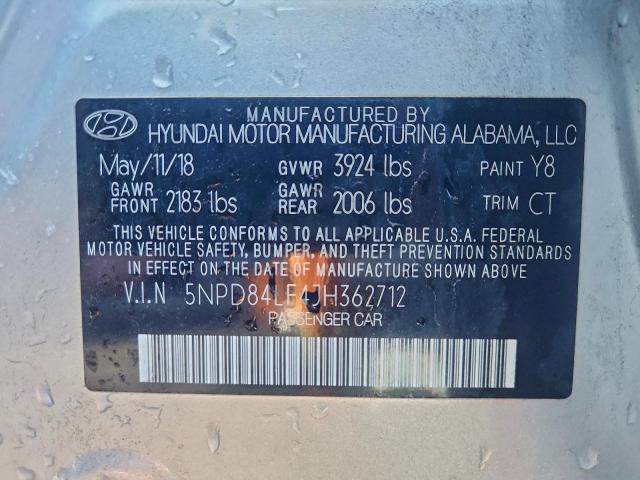 MANUFACTURED BY
HYUNDAI MOTOR MANUFACTURING ALABAMA, LLC
May/11/18 GVWR 3924 lbs PAINT Y8
GAWR FRONT 2183 lbs GAWR REAR 2006 lbs TRIM CT
THIS VEHICLE CONFORMS TO ALL APPLICABLE U.S.A. FEDERAL
MOTOR VEHICLE SAFETY, BUMPER, AND THEFT PREVENTION STANDARDS
IN EFFECT ON THE DATE OF MANUFACTURE SHOWN ABOVE.
V.I.N 5NPD84LF4JH362712
PASSENGER CAR